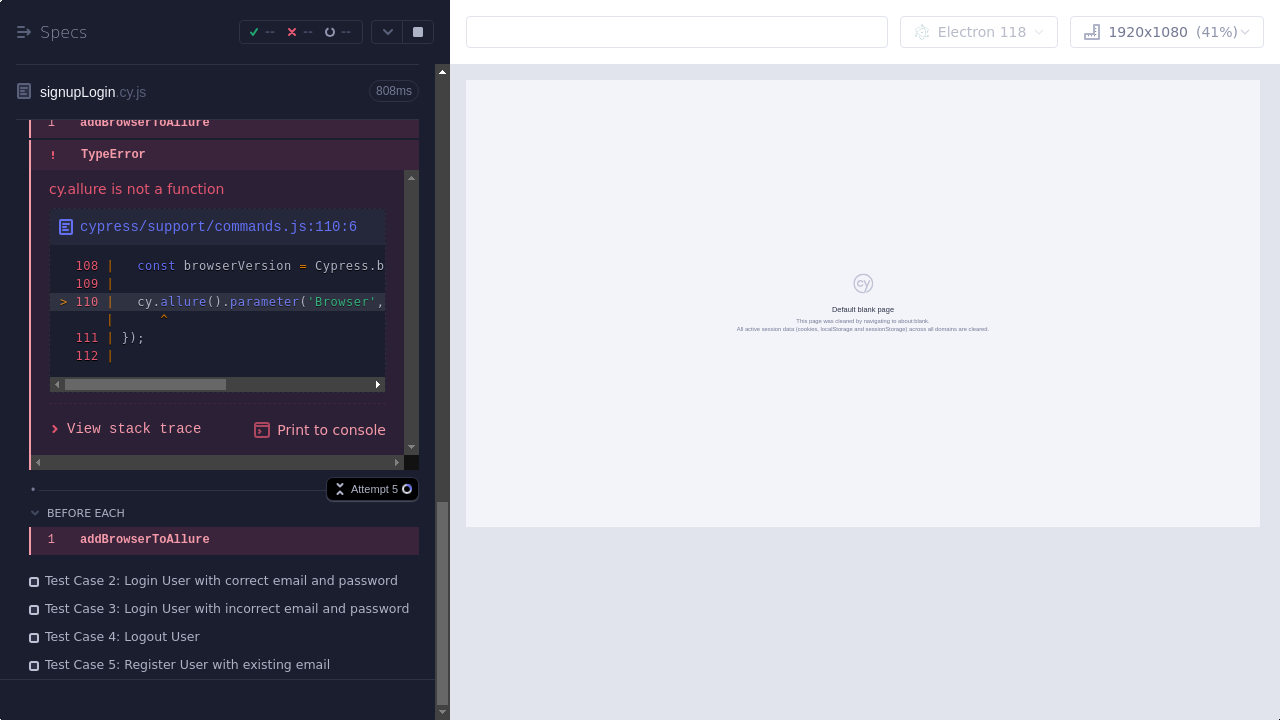 Specs
--
--
--
Electron 118
1920x1080 (41%)
signupLogin.cy.js
808ms
1 addBrowserToAllure
! TypeError
cy.allure is not a function
cypress/support/commands.js:110:6
108 | const browserVersion = Cypress.b
109 |
> 110 | cy.allure().parameter('Browser',
| ^
111 | });
112 |
View stack trace
Print to console
Attempt 5
BEFORE EACH
1 addBrowserToAllure
Test Case 2: Login User with correct email and password
Test Case 3: Login User with incorrect email and password
Test Case 4: Logout User
Test Case 5: Register User with existing email
cy
Default blank page
This page was cleared by navigating to about:blank.
All active session data (cookies, localStorage and sessionStorage) across all domains are cleared.